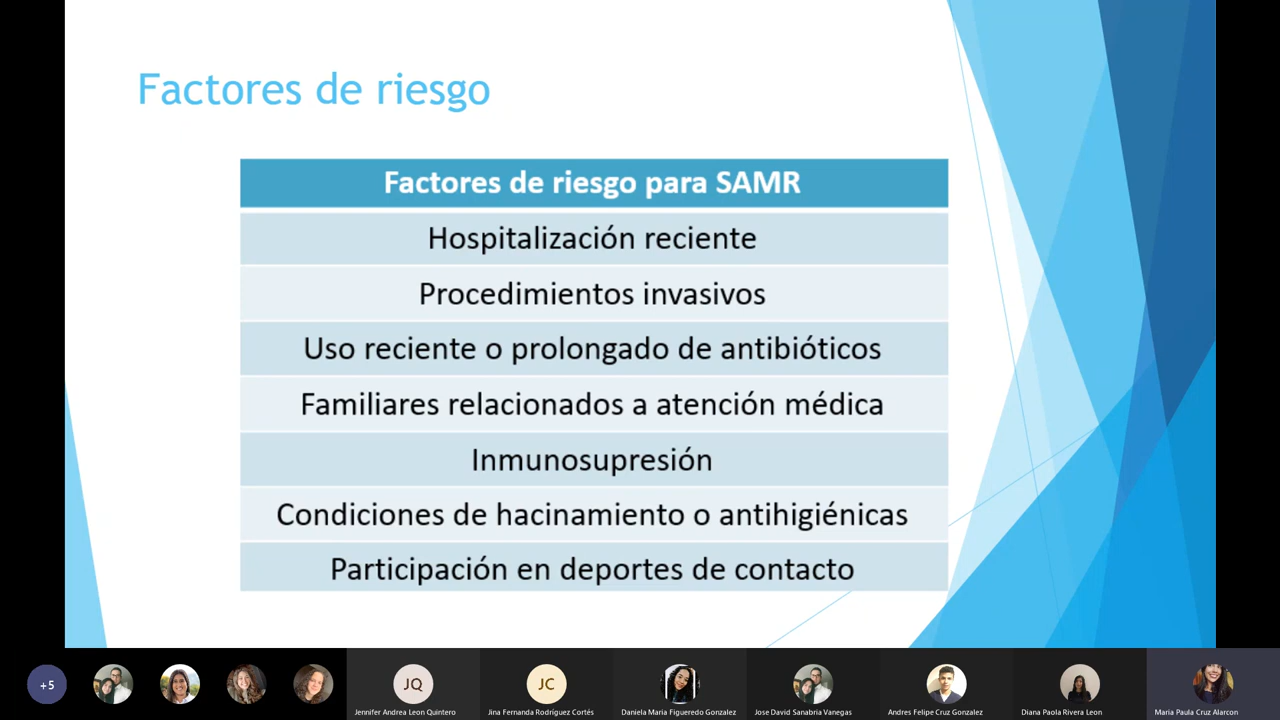 Factores de riesgo
Factores de riesgo para SAMR
Hospitalización reciente
Procedimientos invasivos
Uso reciente o prolongado de antibióticos
Familiares relacionados a atención médica
Inmunosupresión
Condiciones de hacinamiento o antihigiénicas
Participación en deportes de contacto
+5
JQ
JC
Jennifer Andrea Leon Quintero
Jina Fernanda Rodríguez Cortés
Daniela Maria Figueredo Gonzalez
Jose David Sanabria Vanegas
Andres Felipe Cruz Gonzalez
Diana Paola Rivera Leon
Maria Paula Cruz Alarcon